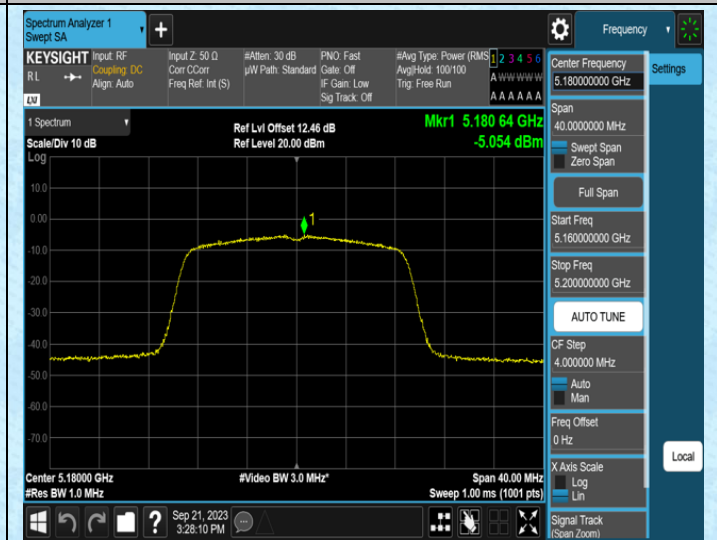 Spectrum Analyzer 1
Swept SA
+
Frequency
KEYSIGHT
RL
LXI
Input: RF
Coupling: DC
Align: Auto
Input Z: 50 Ω
Corr CCorr
Freq Ref: Int (S)
#Atten: 30 dB
µW Path: Standard
PNO: Fast
Gate: Off
IF Gain: Low
Sig Track: Off
#Avg Type: Power (RMS
Avg|Hold: 100/100
Trig: Free Run
1 2 3 4 5 6
A W W W W W
A A A A A A
1 Spectrum
Scale/Div 10 dB
Log
Ref Lvl Offset 12.46 dB
Ref Level 20.00 dBm
Mkr1 5.180 64 GHz
-5.054 dBm
10.0
0.00
-10.0
-20.0
-30.0
-40.0
-50.0
-60.0
-70.0
1
Center 5.18000 GHz
#Res BW 1.0 MHz
#Video BW 3.0 MHz*
Span 40.00 MHz
Sweep 1.00 ms (1001 pts)
?
Sep 21, 2023
3:28:10 PM
Center Frequency
5.180000000 GHz
Settings
Span
40.0000000 MHz
Swept Span
Zero Span
Full Span
Start Freq
5.160000000 GHz
Stop Freq
5.200000000 GHz
AUTO TUNE
CF Step
4.000000 MHz
Auto
Man
Freq Offset
0 Hz
X Axis Scale
Log
Lin
Local
Signal Track
(Span Zoom)